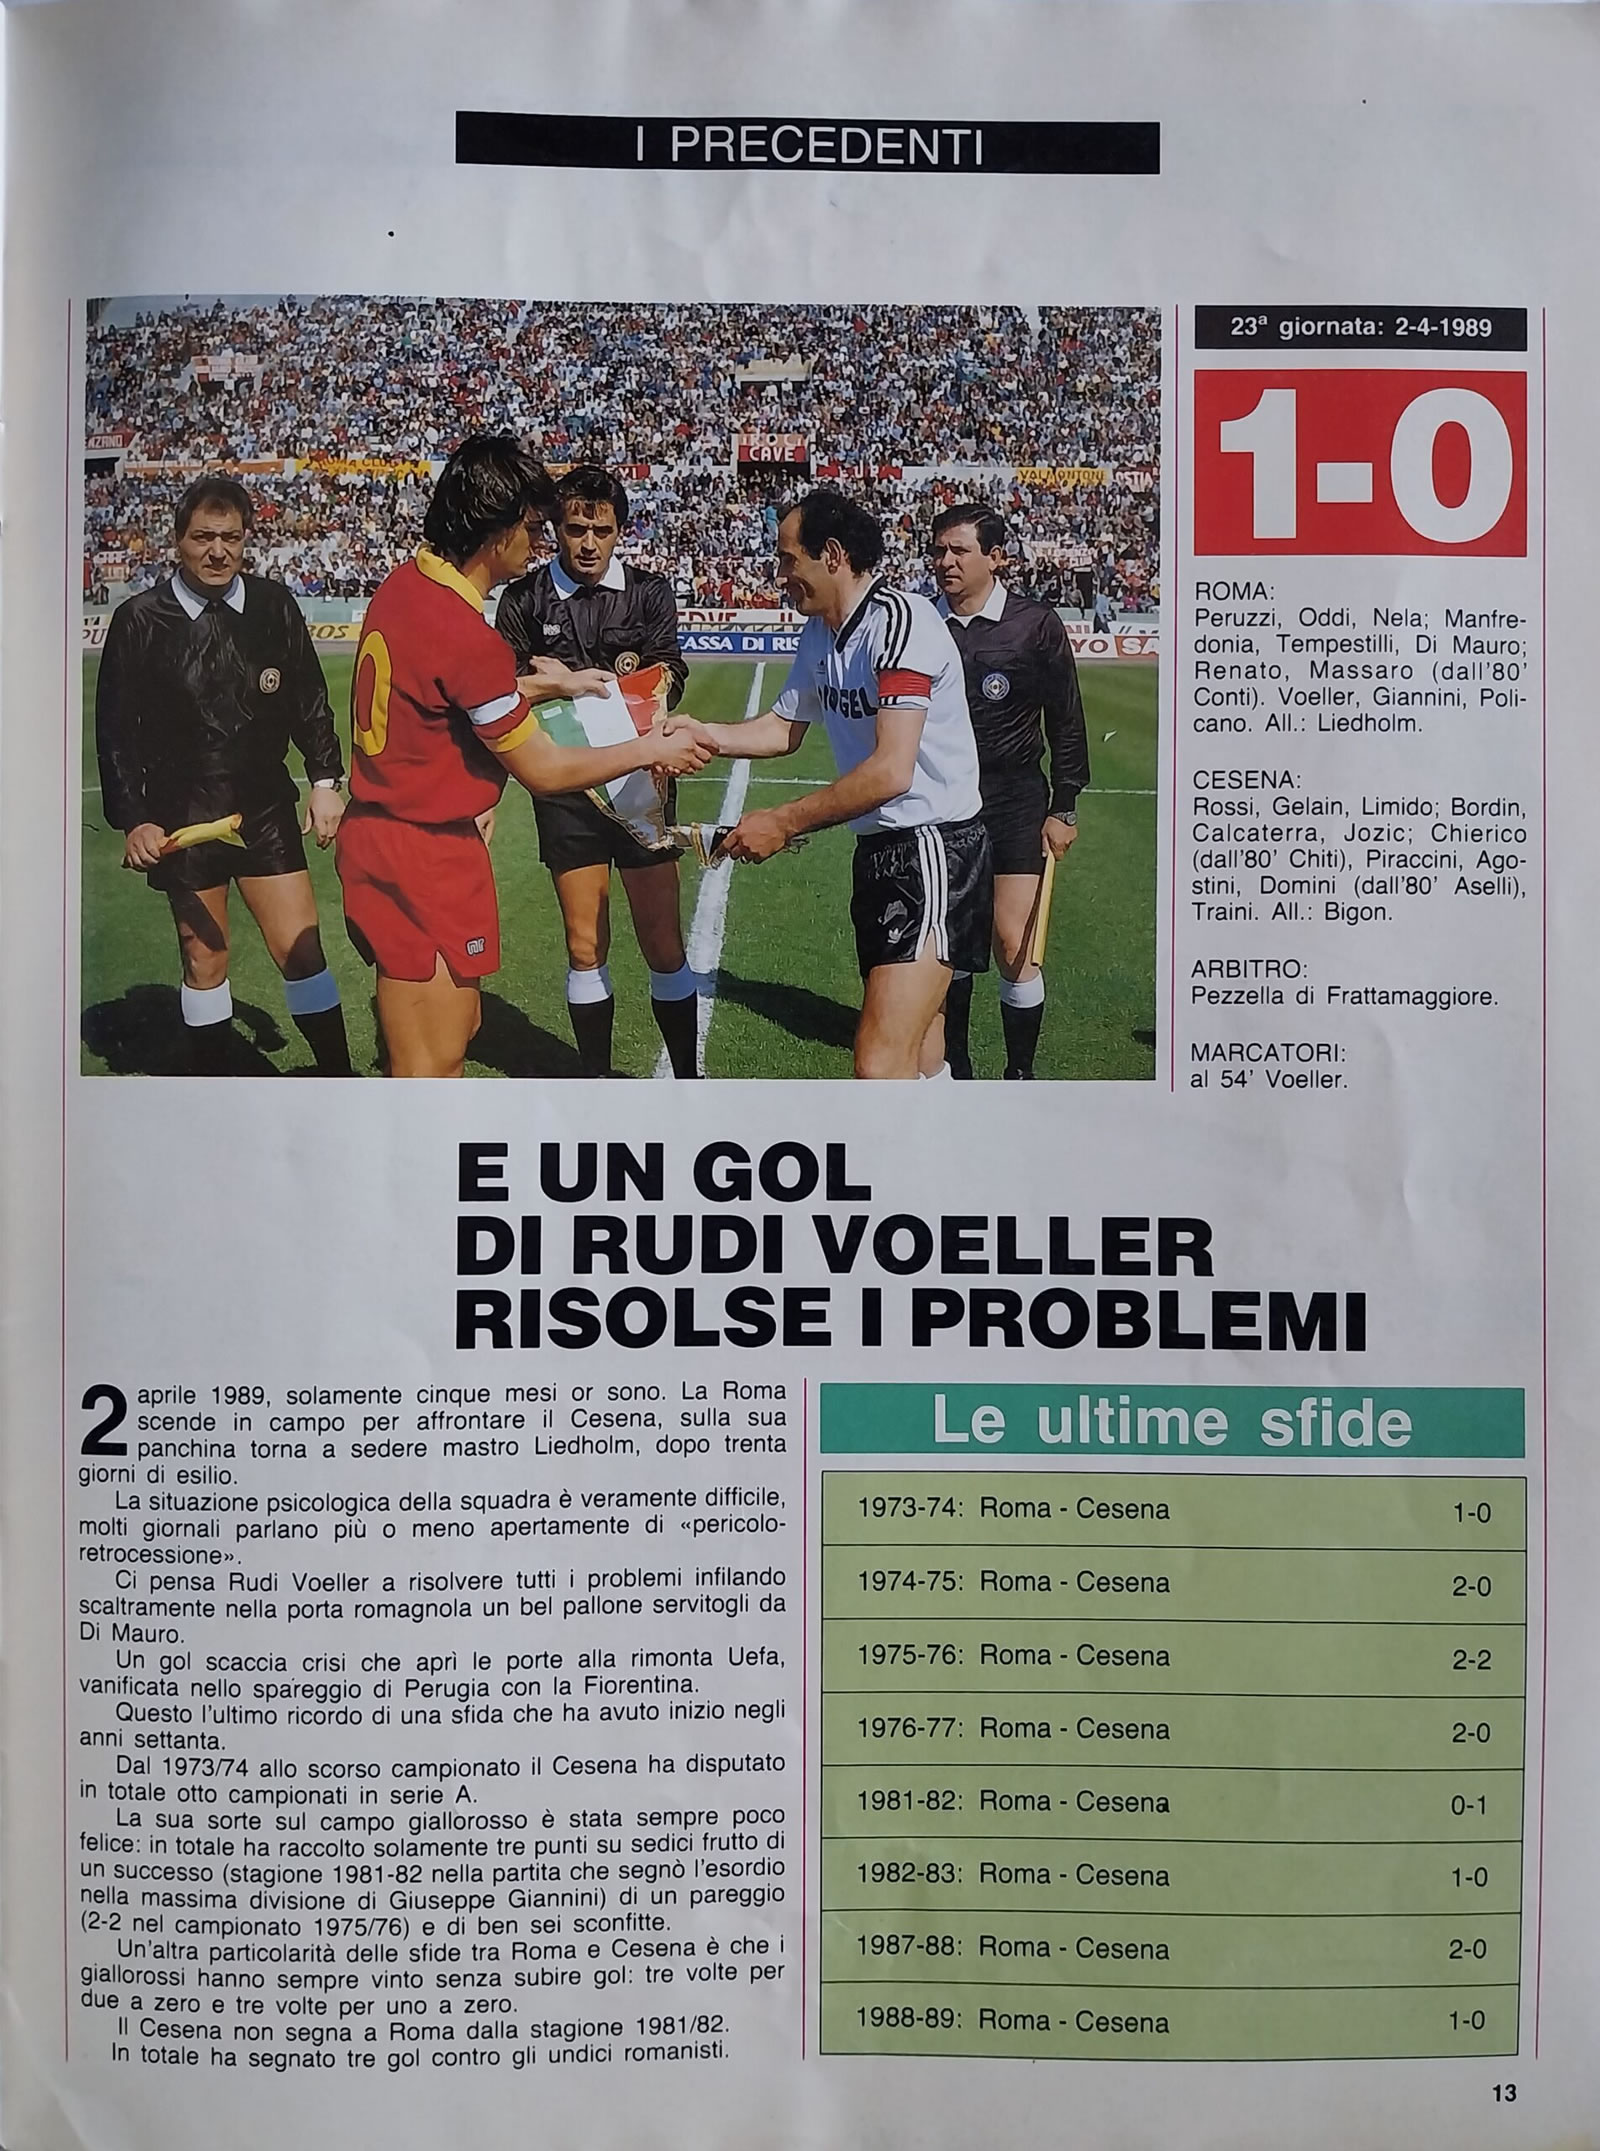 I PRECEDENTI
23ª giornata: 2-4-1989
1-0
ROMA:
Peruzzi, Oddi, Nela; Manfre-
donia, Tempestilli, Di Mauro;
Renato, Massaro (dall'80'
Conti). Voeller, Giannini, Poli-
cano. All.: Liedholm.
CESENA:
Rossi, Gelain, Limido; Bordin,
Calcaterra, Jozic; Chierico
(dall'80' Chiti), Piraccini, Ago-
stini, Domini (dall'80' Aselli),
Traini. All.: Bigon.
ARBITRO:
Pezzella di Frattamaggiore.
MARCATORI:
al 54' Voeller.
CAVE
CASSA DI RIS
E UN GOL
DI RUDI VOELLER
RISOLSE I PROBLEMI
2 aprile 1989, solamente cinque mesi or sono. La Roma
scende in campo per affrontare il Cesena, sulla sua
panchina torna a sedere mastro Liedholm, dopo trenta
giorni di esilio.
La situazione psicologica della squadra è veramente difficile,
molti giornali parlano più o meno apertamente di «pericolo-
retrocessione».
Ci pensa Rudi Voeller a risolvere tutti i problemi infilando
scaltramente nella porta romagnola un bel pallone servitogli da
Di Mauro.
Un gol scaccia crisi che aprì le porte alla rimonta Uefa,
vanificata nello spareggio di Perugia con la Fiorentina.
Questo l'ultimo ricordo di una sfida che ha avuto inizio negli
anni settanta.
Dal 1973/74 allo scorso campionato il Cesena ha disputato
in totale otto campionati in serie A.
La sua sorte sul campo giallorosso è stata sempre poco
felice: in totale ha raccolto solamente tre punti su sedici frutto di
un successo (stagione 1981-82 nella partita che segnò l'esordio
nella massima divisione di Giuseppe Giannini) di un pareggio
(2-2 nel campionato 1975/76) e di ben sei sconfitte.
Un'altra particolarità delle sfide tra Roma e Cesena è che i
giallorossi hanno sempre vinto senza subire gol: tre volte per
due a zero e tre volte per uno a zero.
Il Cesena non segna a Roma dalla stagione 1981/82.
In totale ha segnato tre gol contro gli undici romanisti.
Le ultime sfide
1973-74: Roma - Cesena 1-0
1974-75: Roma - Cesena 2-0
1975-76: Roma - Cesena 2-2
1976-77: Roma - Cesena 2-0
1981-82: Roma - Cesena 0-1
1982-83: Roma - Cesena 1-0
1987-88: Roma - Cesena 2-0
1988-89: Roma - Cesena 1-0
13